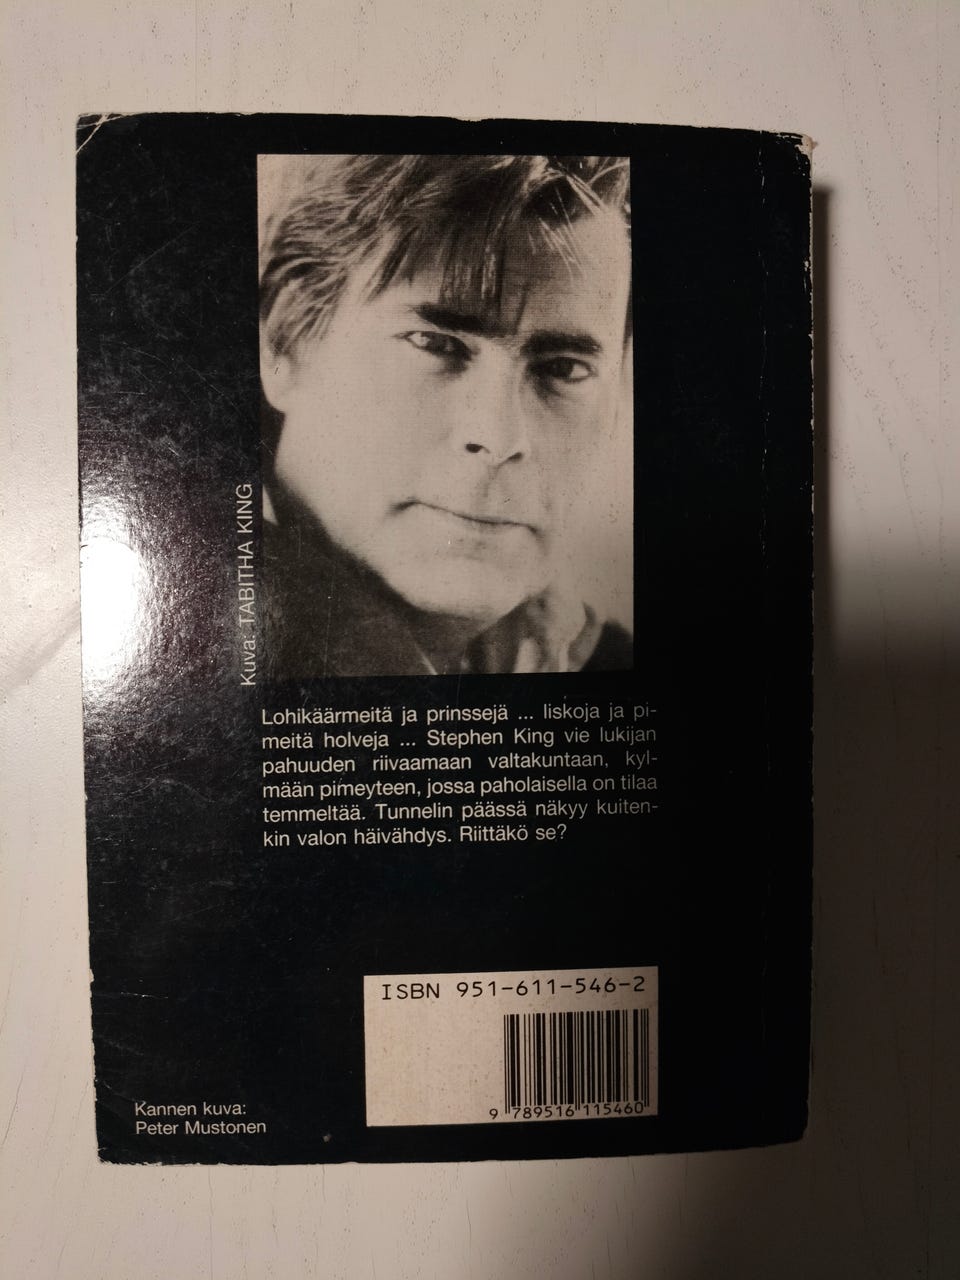 Kuva: TABITHA KING
Lohikäärmeitä ja prinssejä ... liskoja ja pi-
meitä holveja ... Stephen King vie lukijan
pahuuden riivaamaan valtakuntaan, kyl-
mään pimeyteen, jossa paholaisella on tilaa
temmeltää. Tunnelin päässä näkyy kuiten-
kin valon häivähdys. Riittäkö se?
ISBN 951-611-546-2
9 789516 115460
Kannen kuva:
Peter Mustonen